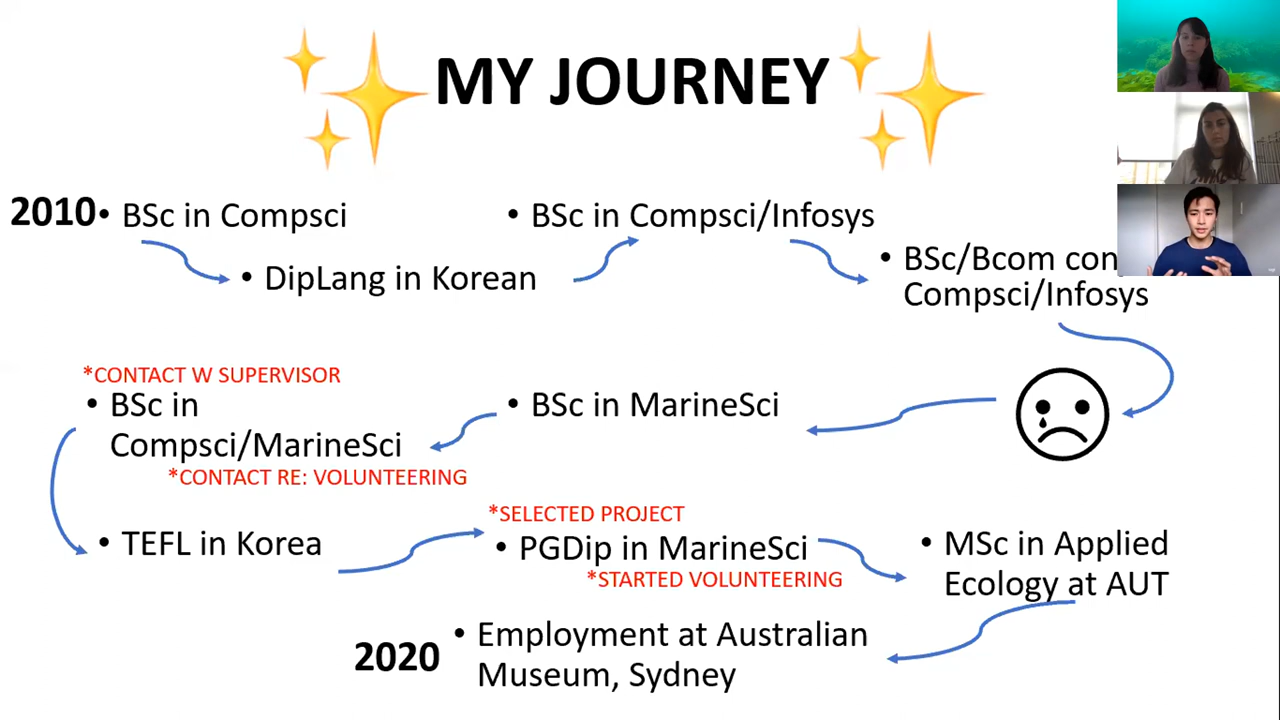 MY JOURNEY
2010
• BSc in Compsci
• DipLang in Korean
• BSc in Compsci/Infosys
• BSc/Bcom
Compsci/Infosys
*CONTACT W SUPERVISOR
• BSc in
Compsci/MarineSci
*CONTACT RE: VOLUNTEERING
• BSc in MarineSci
• TEFL in Korea
*SELECTED PROJECT
• PGDip in MarineSci
*STARTED VOLUNTEERING
• MSc in Applied
Ecology at AUT
2020
• Employment at Australian
Museum, Sydney